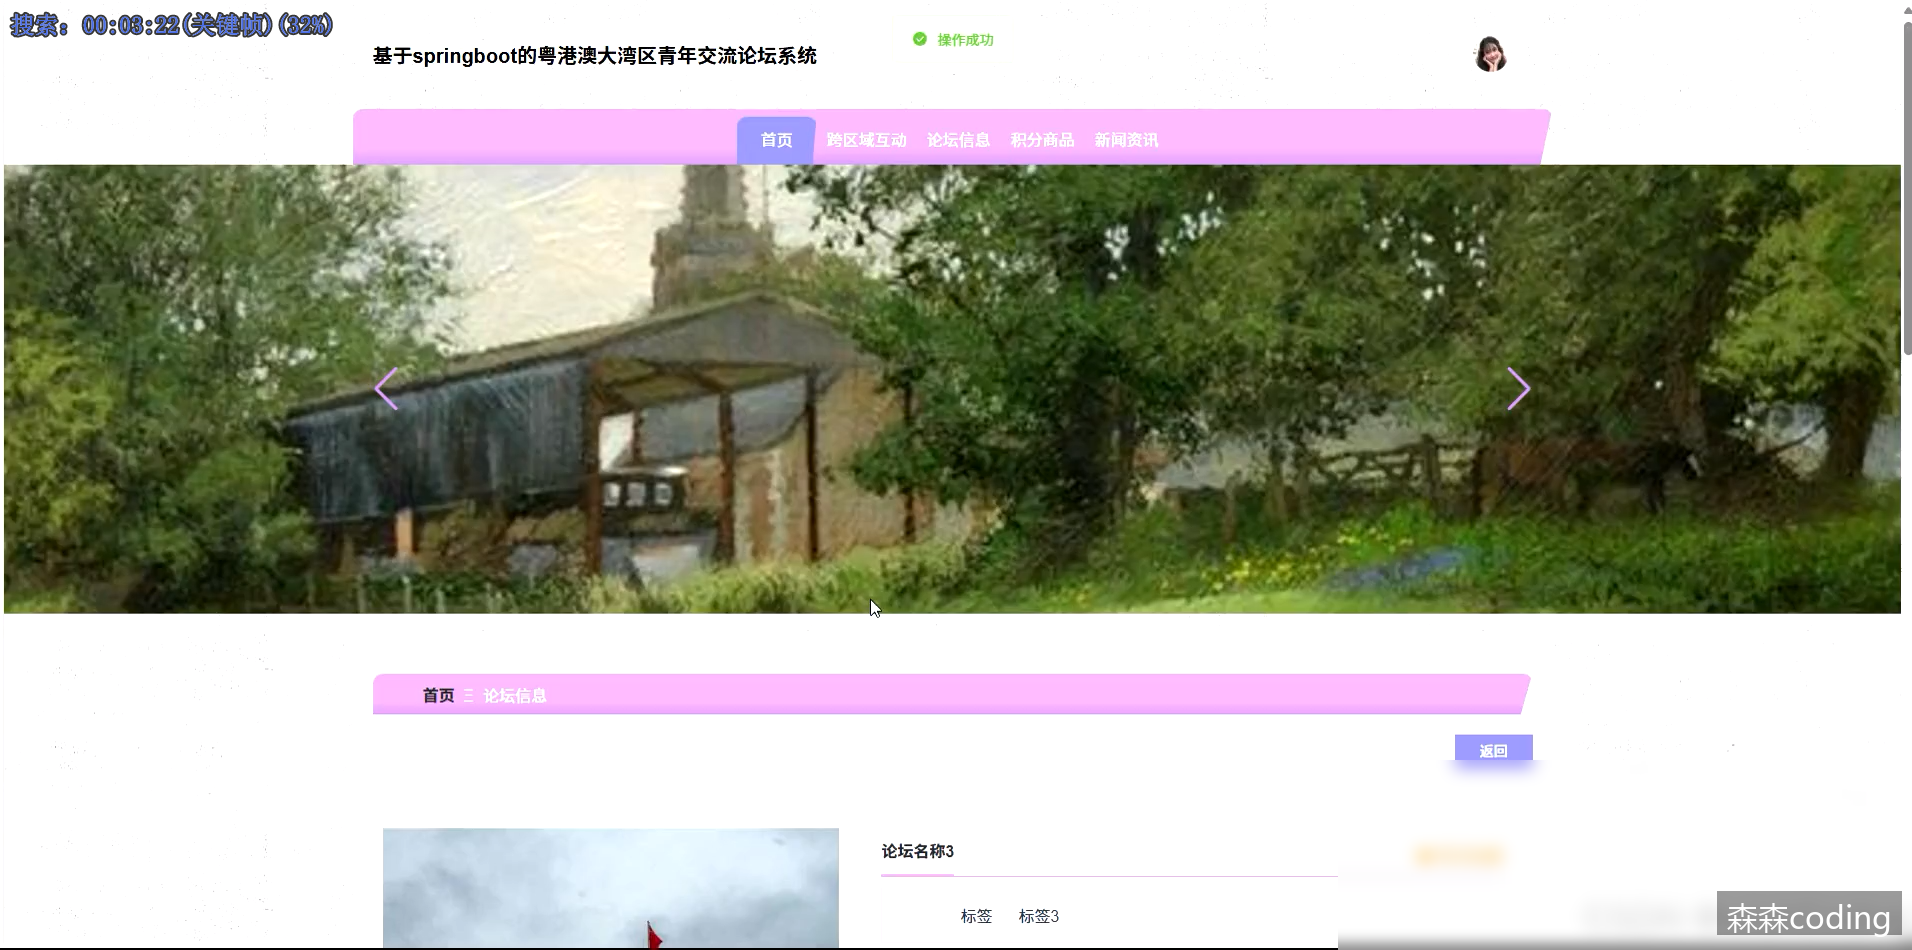 搜索: 00:03:22(关键帧)(32%)
基于springboot的粤港澳大湾区青年交流论坛系统
操作成功
首页 跨区域互动 论坛信息 积分商品 新闻资讯
首页 论坛信息
返回
论坛名称3
标签 标签3
森森coding